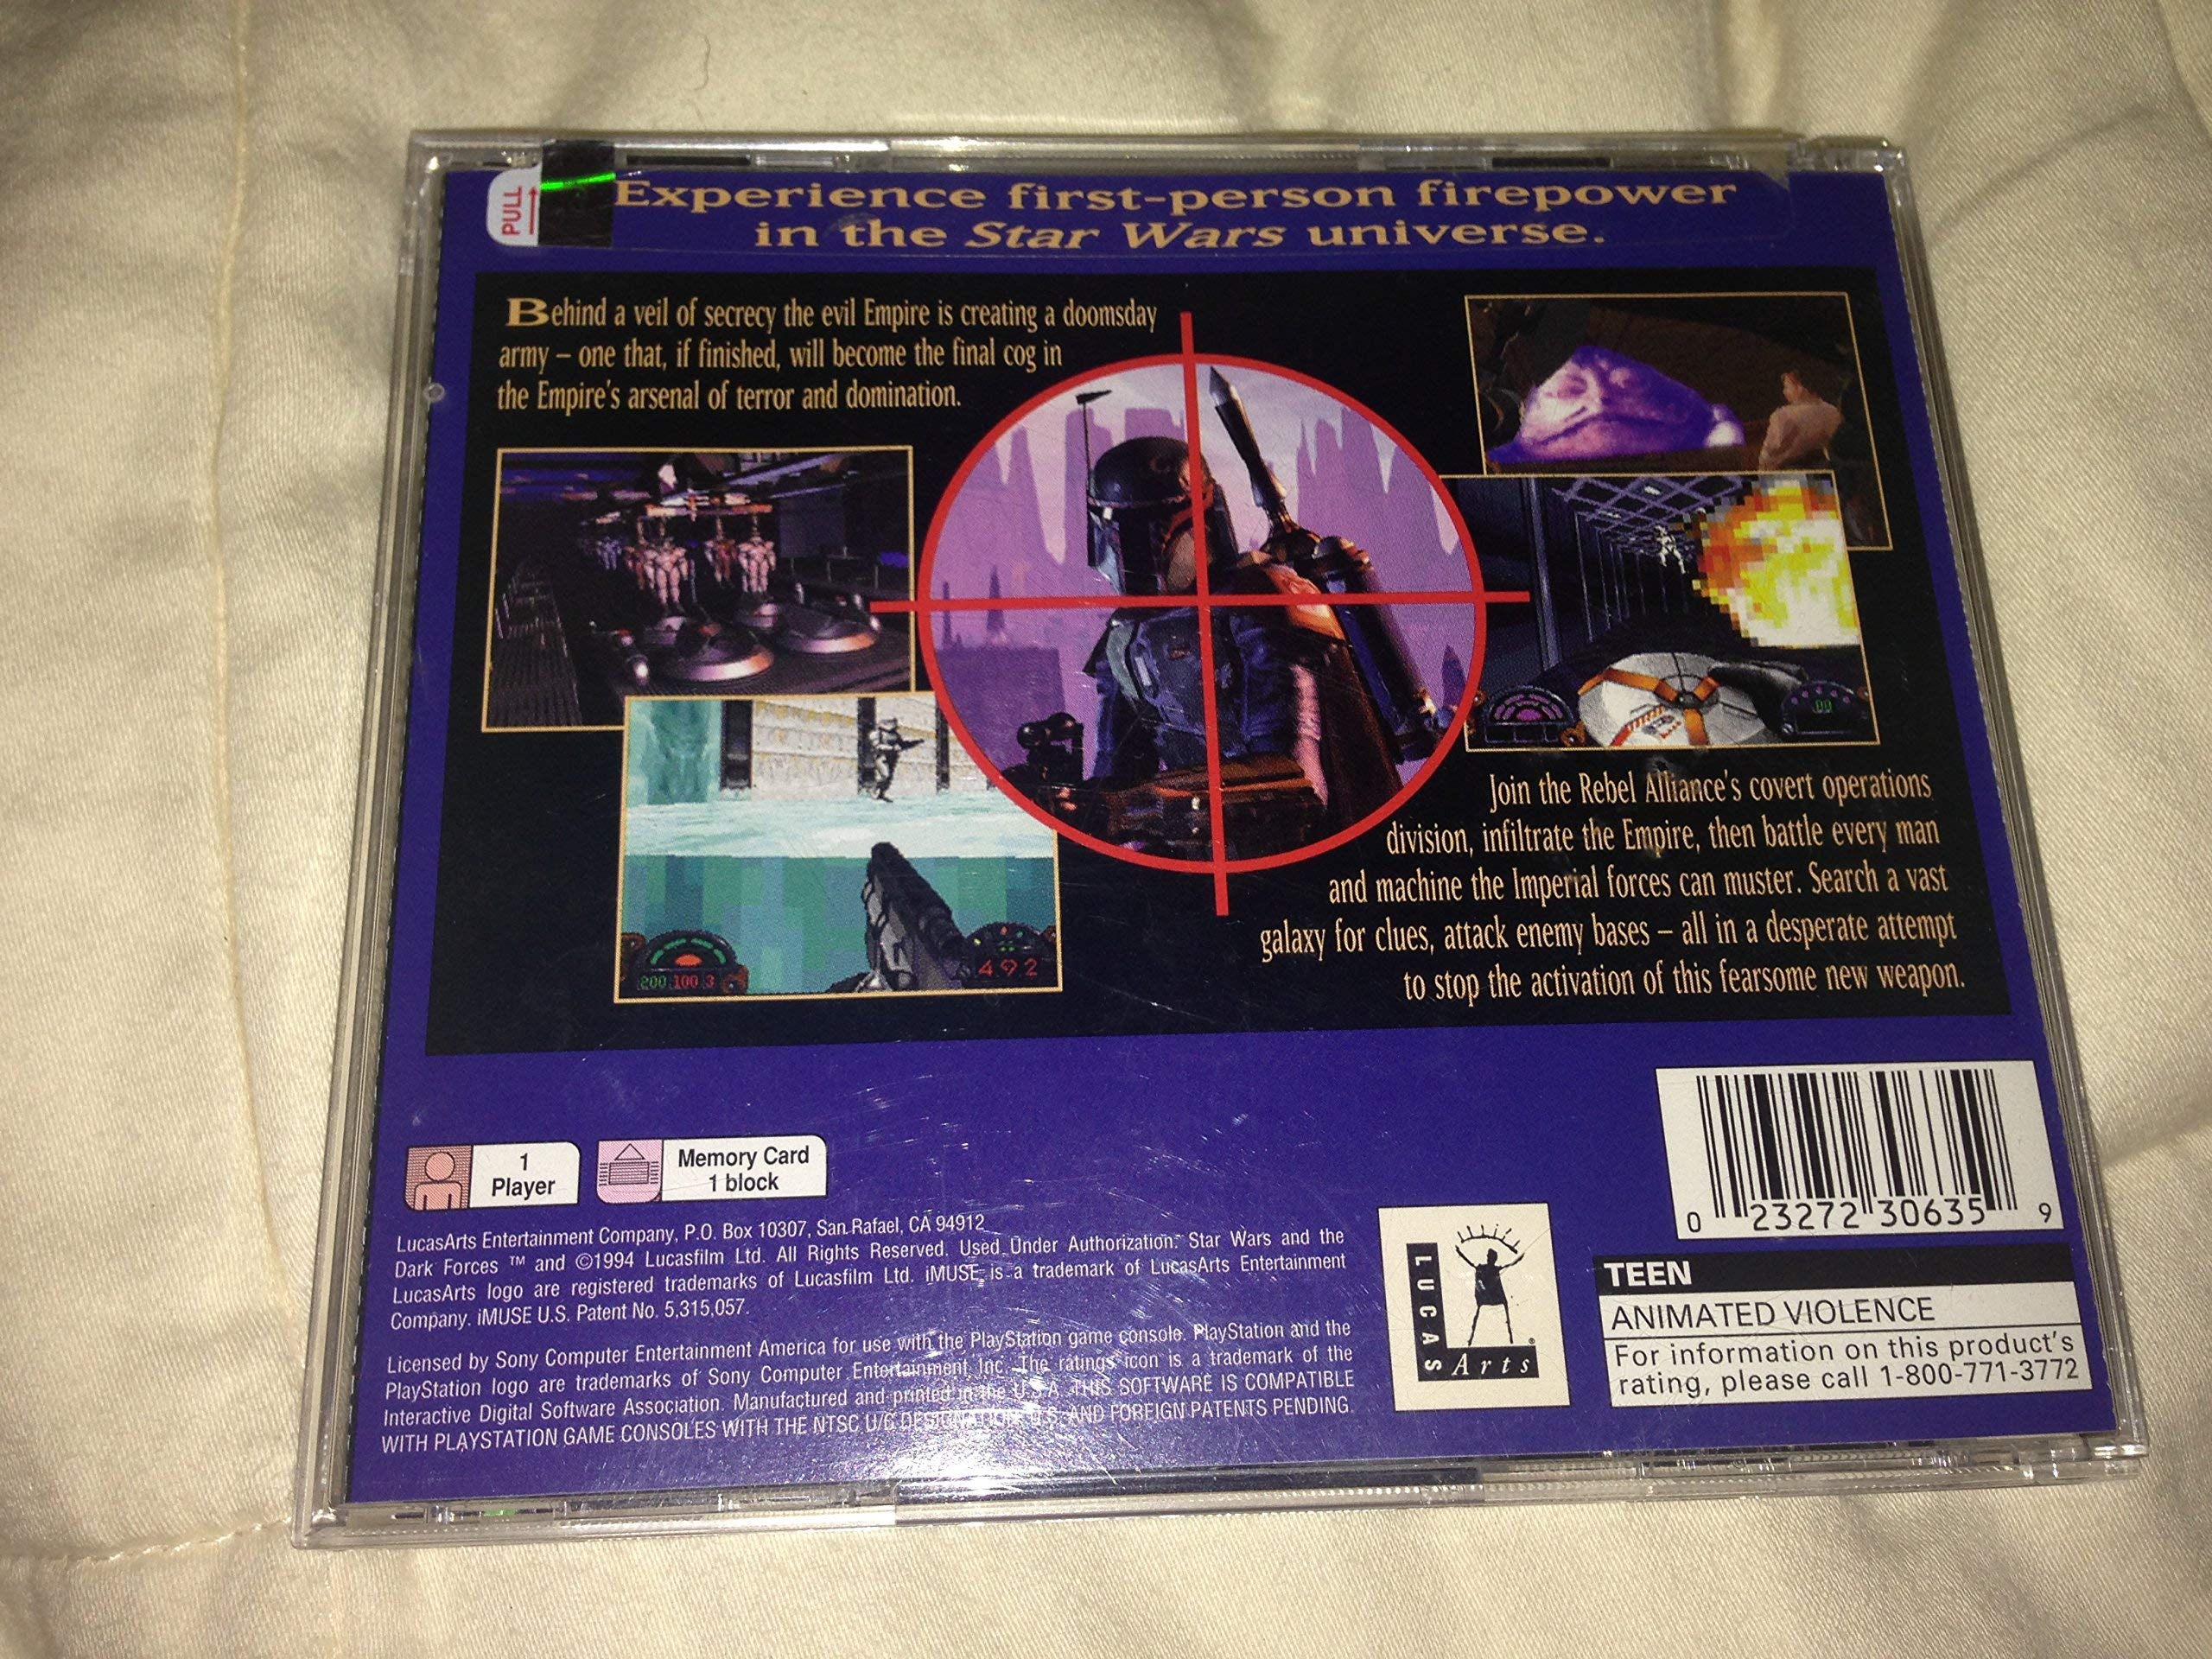 PULL
Experience first-person firepower
in the Star Wars universe.
Behind a veil of secrecy the evil Empire is creating a doomsday
army – one that, if finished, will become the final cog in
the Empire's arsenal of terror and domination.
00
200 100 3
492
Join the Rebel Alliance's covert operations
division, infiltrate the Empire, then battle every man
and machine the Imperial forces can muster. Search a vast
galaxy for clues, attack enemy bases – all in a desperate attempt
to stop the activation of this fearsome new weapon.
1
Player
Memory Card
1 block
0 23272 30635 9
LucasArts Entertainment Company, P.O. Box 10307, San Rafael, CA 94912
Dark Forces ™ and ©1994 Lucasfilm Ltd. All Rights Reserved. Used Under Authorization. Star Wars and the
LucasArts logo are registered trademarks of Lucasfilm Ltd. iMUSE is a trademark of LucasArts Entertainment
Company. iMUSE U.S. Patent No. 5,315,057.
Licensed by Sony Computer Entertainment America for use with the PlayStation game console. PlayStation and the
PlayStation logo are trademarks of Sony Computer Entertainment Inc. The ratings icon is a trademark of the
Interactive Digital Software Association. Manufactured and printed in the U.S.A. THIS SOFTWARE IS COMPATIBLE
WITH PLAYSTATION GAME CONSOLES WITH THE NTSC U/C DESIGNATION. U.S. AND FOREIGN PATENTS PENDING.
LUCAS
Arts
TEEN
ANIMATED VIOLENCE
For information on this product's
rating, please call 1-800-771-3772